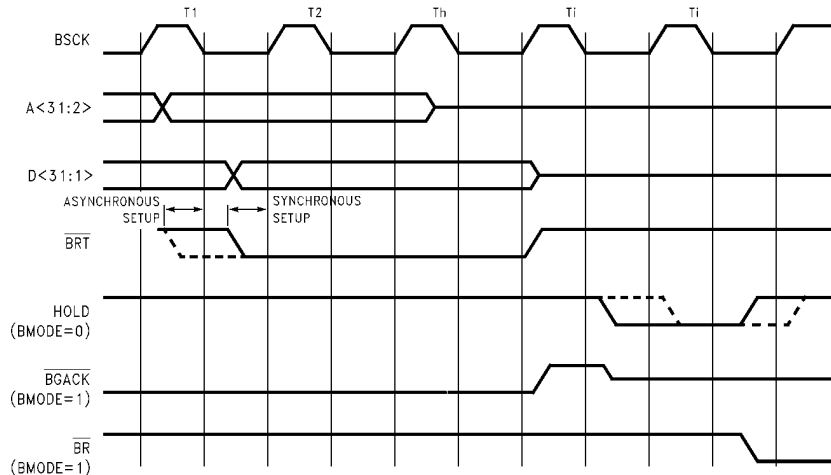 T1 T2 Th Ti Ti
BSCK
A<31:2>
D<31:1>
ASYNCHRONOUS SETUP
SYNCHRONOUS SETUP
BRT
HOLD
(BMODE=0)
BGACK
(BMODE=1)
BR
(BMODE=1)